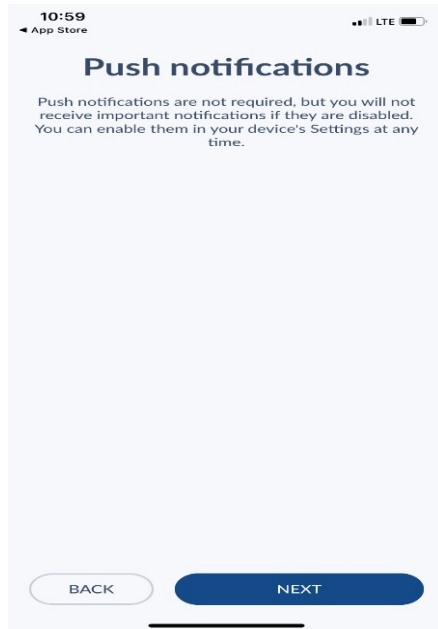 10:59
LTE
◄ App Store
Push notifications
Push notifications are not required, but you will not
receive important notifications if they are disabled.
You can enable them in your device's Settings at any
time.
BACK
NEXT